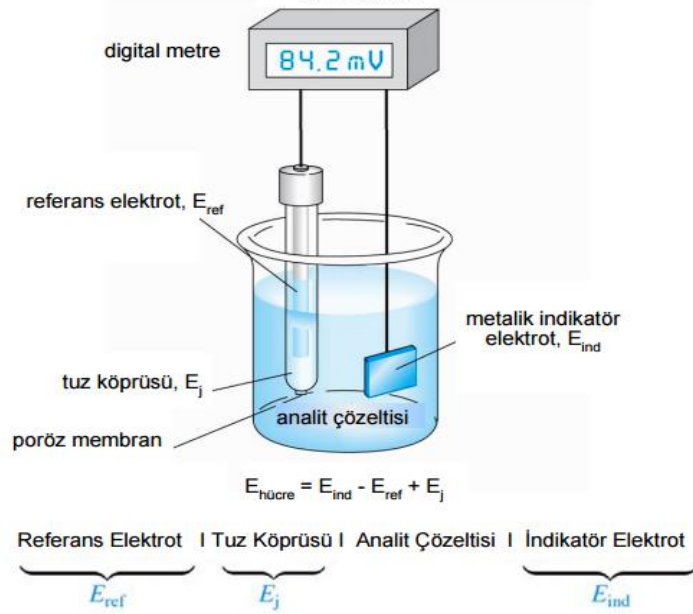 digital metre
84.2 mV
referans elektrot, E_ref
metalik indikatör
elektrot, E_ind
tuz köprüsü, E_j
analit çözeltisi
poröz membran
E_hücre = E_ind - E_ref + E_j
Referans Elektrot I Tuz Köprüsü I Analit Çözeltisi I İndikatör Elektrot
E_ref E_j E_ind